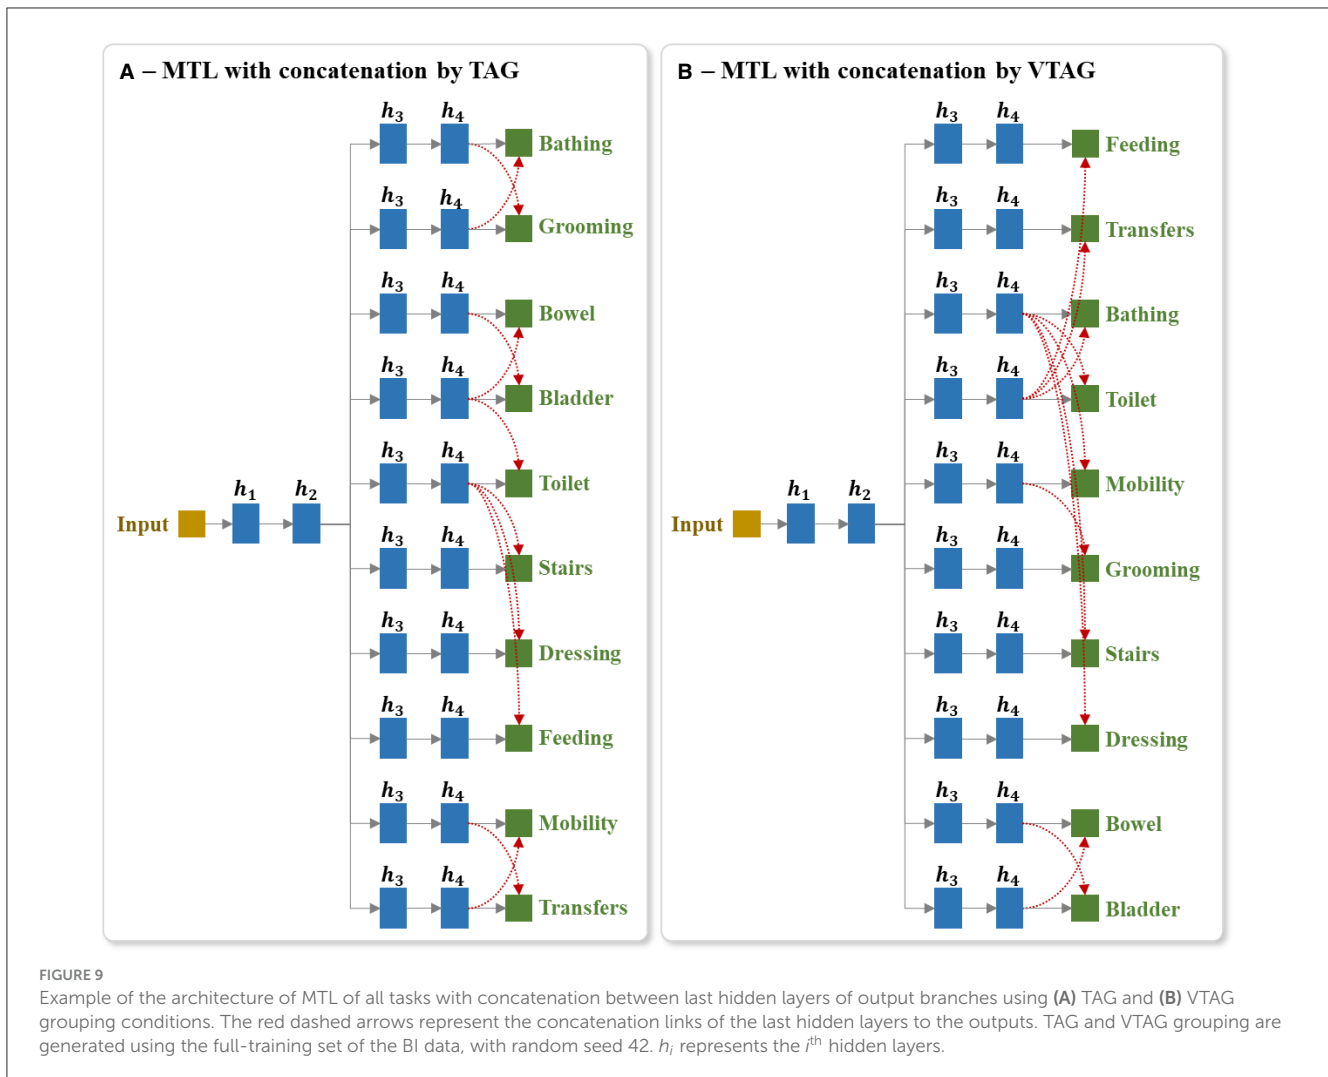 A – MTL with concatenation by TAG
h₃ h₄
Bathing
h₃ h₄
Grooming
h₃ h₄
Bowel
h₃ h₄
Bladder
h₃ h₄
Toilet
Input h₁ h₂
h₃ h₄
Stairs
h₃ h₄
Dressing
h₃ h₄
Feeding
h₃ h₄
Mobility
h₃ h₄
Transfers
B – MTL with concatenation by VTAG
h₃ h₄
Feeding
h₃ h₄
Transfers
h₃ h₄
Bathing
h₃ h₄
Toilet
h₃ h₄
Mobility
Input h₁ h₂
h₃ h₄
Grooming
h₃ h₄
Stairs
h₃ h₄
Dressing
h₃ h₄
Bowel
h₃ h₄
Bladder
FIGURE 9
Example of the architecture of MTL of all tasks with concatenation between last hidden layers of output branches using (A) TAG and (B) VTAG
grouping conditions. The red dashed arrows represent the concatenation links of the last hidden layers to the outputs. TAG and VTAG grouping are
generated using the full-training set of the BI data, with random seed 42. hᵢ represents the iᵗʰ hidden layers.